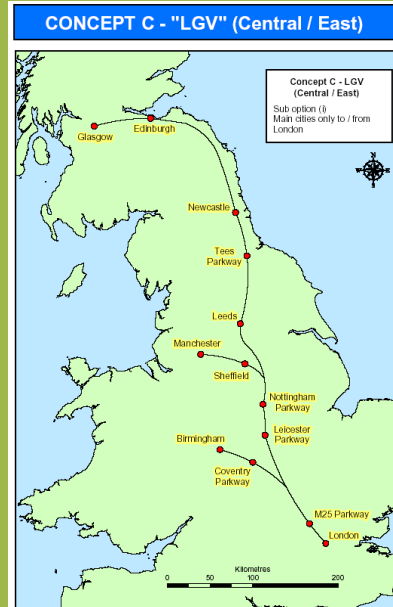 CONCEPT C - "LGV" (Central / East)
Concept C - LGV
(Central / East)
Sub option (i)
Main cities only to / from
London
N
W
E
S
Edinburgh
Glasgow
Newcastle
Tees
Parkway
Leeds
Manchester
Sheffield
Nottingham
Parkway
Leicester
Parkway
Birmingham
Coventry
Parkway
M25 Parkway
London
Kilometres
0 50 100 200